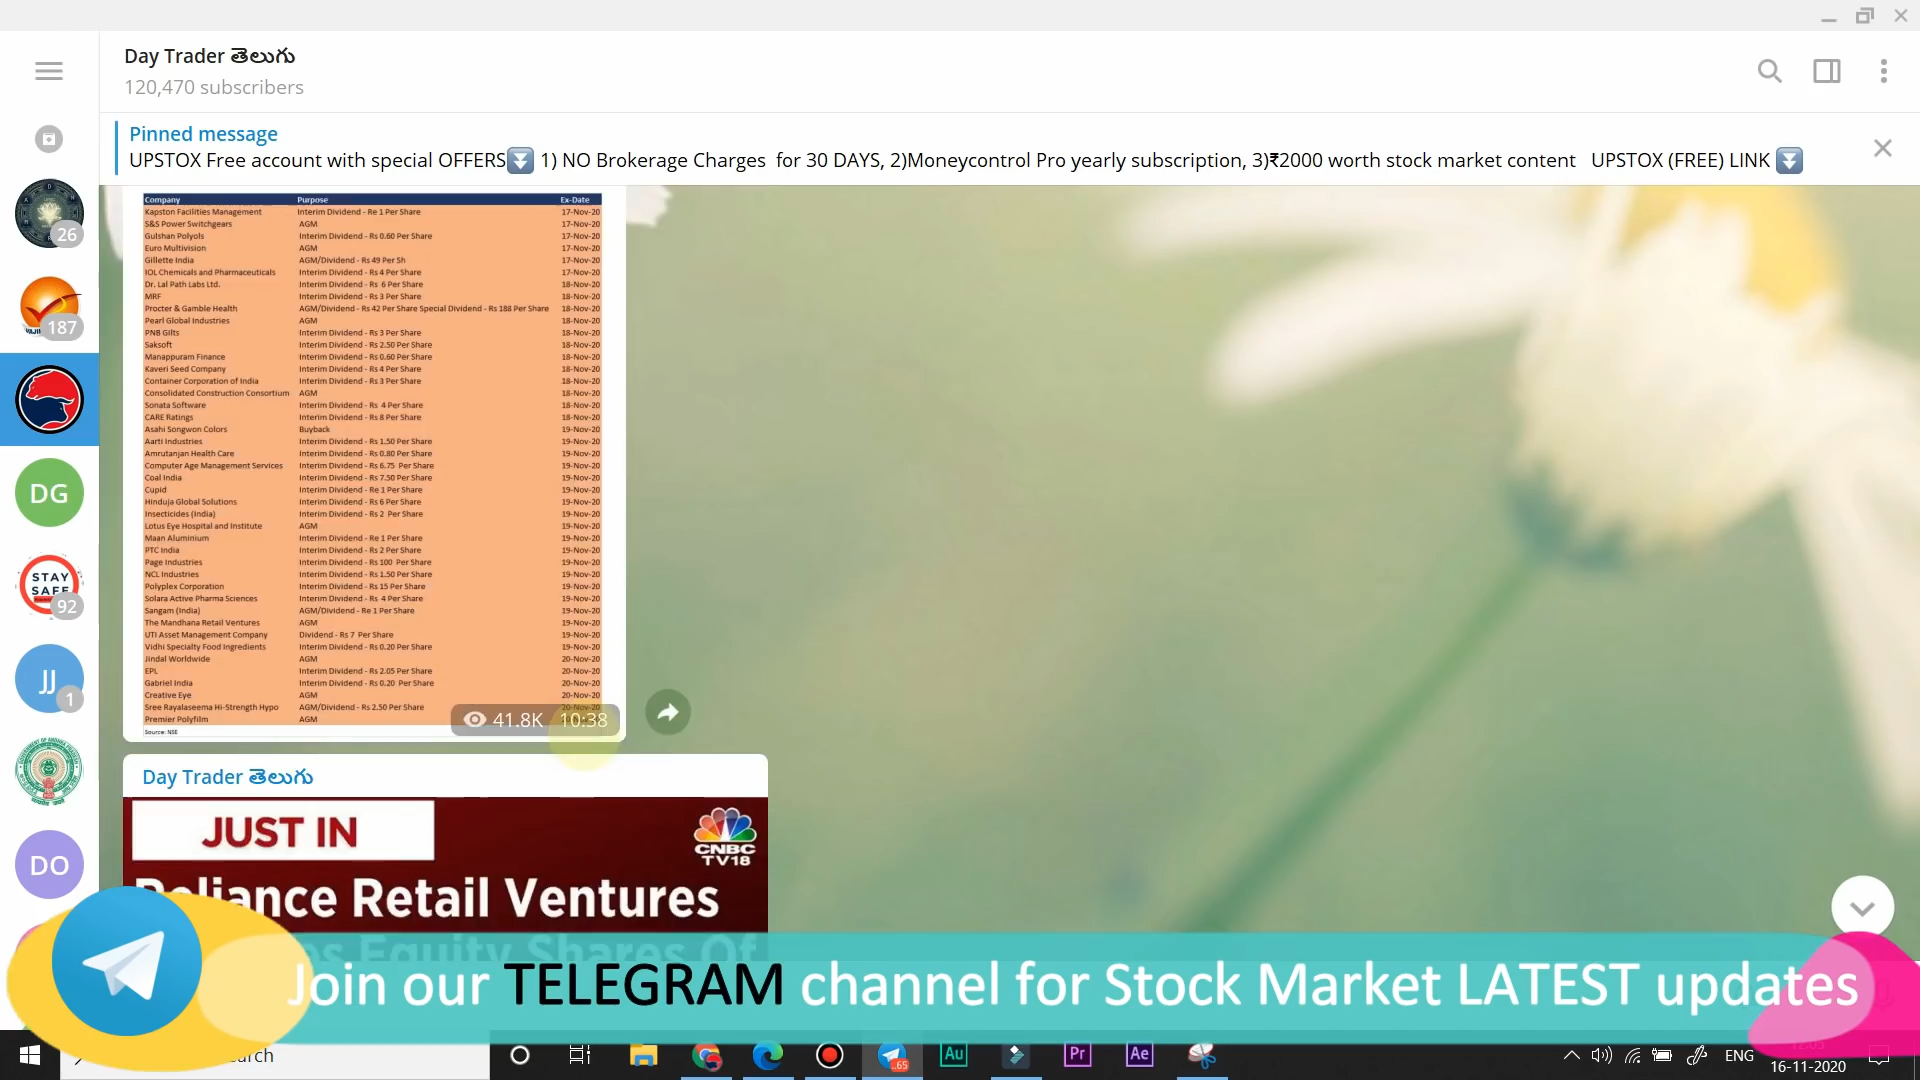 Day Trader తెలుగు
120,470 subscribers
Pinned message
UPSTOX Free account with special OFFERS 1) NO Brokerage Charges for 30 DAYS, 2)Moneycontrol Pro yearly subscription, 3)₹2000 worth stock market content UPSTOX (FREE) LINK
26
187
DG
STAY
SAFE
92
JJ
1
DO
Company Purpose Ex-Date
Kapston Facilities Management Interim Dividend - Re 1 Per Share 17-Nov-20
S&S Power Switchgears AGM 17-Nov-20
Gulshan Polyols Interim Dividend - Rs 0.60 Per Share 17-Nov-20
Euro Multivision AGM 17-Nov-20
Gillette India AGM/Dividend - Rs 49 Per Sh 17-Nov-20
IOL Chemicals and Pharmaceuticals Interim Dividend - Rs 4 Per Share 17-Nov-20
Dr. Lal Path Labs Ltd. Interim Dividend - Rs 6 Per Share 18-Nov-20
MRF Interim Dividend - Rs 3 Per Share 18-Nov-20
Procter & Gamble Health AGM/Dividend - Rs 42 Per Share Special Dividend - Rs 188 Per Share 18-Nov-20
Pearl Global Industries AGM 18-Nov-20
PNB Gilts Interim Dividend - Rs 3 Per Share 18-Nov-20
Saksoft Interim Dividend - Rs 2.50 Per Share 18-Nov-20
Manappuram Finance Interim Dividend - Rs 0.60 Per Share 18-Nov-20
Kaveri Seed Company Interim Dividend - Rs 4 Per Share 18-Nov-20
Container Corporation of India Interim Dividend - Rs 3 Per Share 18-Nov-20
Consolidated Construction Consortium AGM 18-Nov-20
Sonata Software Interim Dividend - Rs 4 Per Share 18-Nov-20
CARE Ratings Interim Dividend - Rs 8 Per Share 18-Nov-20
Asahi Songwon Colors Buyback 19-Nov-20
Aarti Industries Interim Dividend - Rs 1.50 Per Share 19-Nov-20
Amrutanjan Health Care Interim Dividend - Rs 0.80 Per Share 19-Nov-20
Computer Age Management Services Interim Dividend - Rs 6.75 Per Share 19-Nov-20
Coal India Interim Dividend - Rs 7.50 Per Share 19-Nov-20
Cupid Interim Dividend - Re 1 Per Share 19-Nov-20
Hinduja Global Solutions Interim Dividend - Rs 6 Per Share 19-Nov-20
Insecticides (India) Interim Dividend - Rs 2 Per Share 19-Nov-20
Lotus Eye Hospital and Institute AGM 19-Nov-20
Maan Aluminium Interim Dividend - Re 1 Per Share 19-Nov-20
PTC India Interim Dividend - Rs 2 Per Share 19-Nov-20
Page Industries Interim Dividend - Rs 100 Per Share 19-Nov-20
NCL Industries Interim Dividend - Rs 1.50 Per Share 19-Nov-20
Polyplex Corporation Interim Dividend - Rs 15 Per Share 19-Nov-20
Solara Active Pharma Sciences Interim Dividend - Rs 4 Per Share 19-Nov-20
Sangam (India) AGM/Dividend - Re 1 Per Share 19-Nov-20
The Mandhana Retail Ventures AGM 19-Nov-20
UTI Asset Management Company Dividend - Rs 7 Per Share 19-Nov-20
Vidhi Specialty Food Ingredients Interim Dividend - Rs 0.20 Per Share 19-Nov-20
Jindal Worldwide AGM 20-Nov-20
EPL Interim Dividend - Rs 2.05 Per Share 20-Nov-20
Gabriel India Interim Dividend - Rs 0.20 Per Share 20-Nov-20
Creative Eye AGM 20-Nov-20
Sree Rayalaseema Hi-Strength Hypo AGM/Dividend - Rs 2.50 Per Share 20-Nov-20
Premier Polyfilm AGM
Source: NSE
41.8K 10:38
Day Trader తెలుగు
JUST IN
CNBC
TV18
Reliance Retail Ventures
Equity Shares Of
Join our TELEGRAM channel for Stock Market LATEST updates
Au
Pr
Ae
65
ENG
16-11-2020